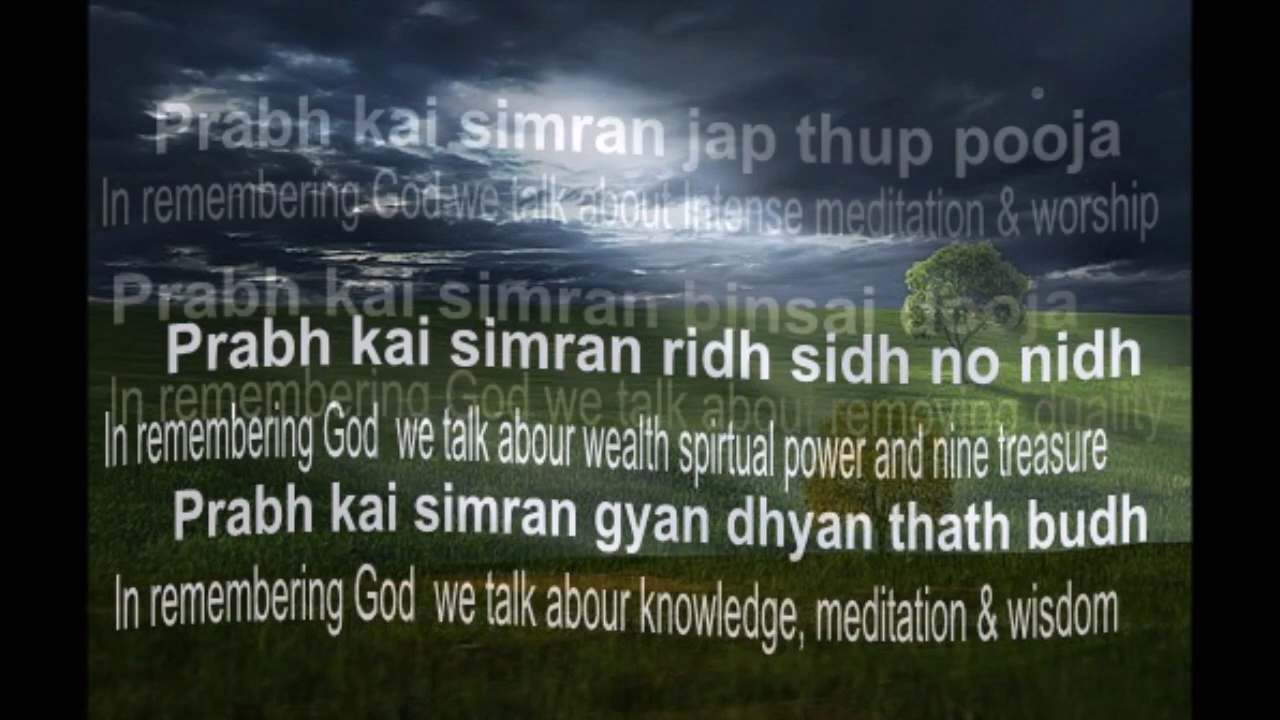 Prabh kai simran jap thup pooja
In remembering God we talk about intense meditation & worship
Prabh kai simran binsai dooja
Prabh kai simran ridh sidh no nidh
In remembering God we talk about removing duality
In remembering God we talk abour wealth spirtual power and nine treasure
Prabh kai simran gyan dhyan thath budh
In remembering God we talk abour knowledge, meditation & wisdom